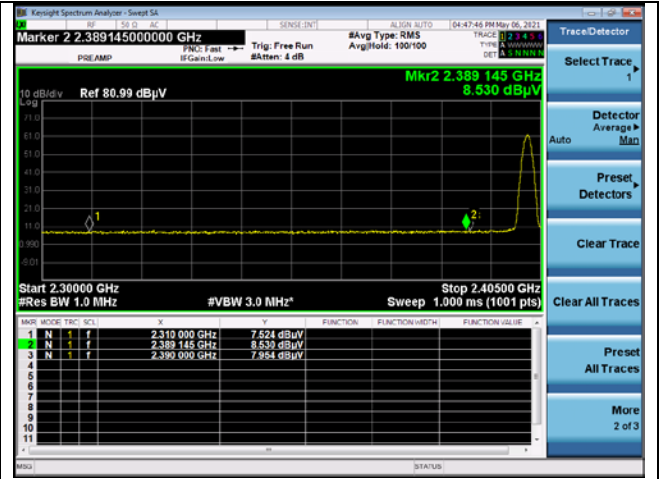 Keysight Spectrum Analyzer - Swept SA
RF 50 Ω AC SENSE:INT ALIGN AUTO 04:47:46 PM May 06, 2021
Marker 2 2.389145000000 GHz
PREAMP
PNO: Fast
IFGain:Low
Trig: Free Run
#Atten: 4 dB
#Avg Type: RMS
Avg|Hold: 100/100
TRACE 1 2 3 4 5 6
TYPE A WWWWW
DET A S N N N N
Trace/Detector
Select Trace
1
Detector
Average
Auto Man
Preset
Detectors
Clear Trace
Clear All Traces
Preset
All Traces
More
2 of 3
Mkr2 2.389 145 GHz
8.530 dBµV
10 dB/div Ref 80.99 dBµV
Log
71.0
61.0
51.0
41.0
31.0
21.0
11.0
0.990
-9.01
1
2
Start 2.30000 GHz Stop 2.40500 GHz
#Res BW 1.0 MHz #VBW 3.0 MHz* Sweep 1.000 ms (1001 pts)
MKR MODE TRC SCL X Y FUNCTION FUNCTION WIDTH FUNCTION VALUE
1 N 1 f 2.310 000 GHz 7.524 dBµV
2 N 1 f 2.389 145 GHz 8.530 dBµV
3 N 1 f 2.390 000 GHz 7.954 dBµV
4
5
6
7
8
9
10
11
MSG STATUS